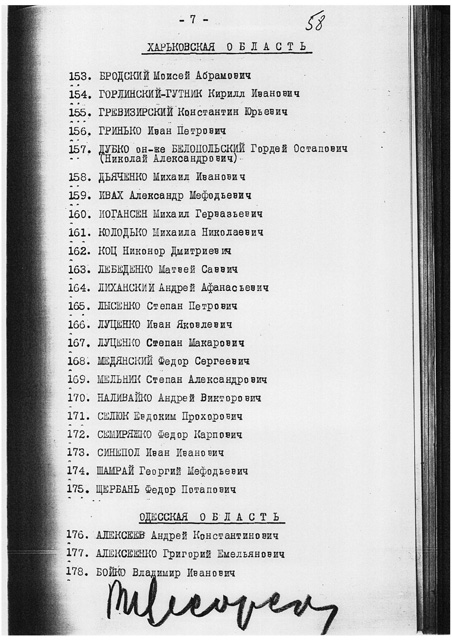 - 7 -
58
ХАРЬКОВСКАЯ ОБЛАСТЬ
153. БРОДСКИЙ Моисей Абрамович
154. ГОРЛИНСКИЙ-ГУТНИК Кирилл Иванович
155. ГРЕВИЗИРСКИЙ Константин Юрьевич
156. ГРИНЬКО Иван Петрович
157. ДУБКО он-же БЕЛОПОЛЬСКИЙ Гордей Остапович
(Николай Александрович)
158. ДЬЯЧЕНКО Михаил Иванович
159. ИВАХ Александр Мефодьевич
160. ИОГАНСЕН Михаил Гервазьевич
161. КОЛОДЬКО Михаила Николаевич
162. КОЦ Никонор Дмитриевич
163. ЛЕБЕДЕНКО Матвей Саввич
164. ЛИХАНСКИЙ Андрей Афанасьевич
165. ЛЫСЕНКО Степан Петрович
166. ЛУЦЕНКО Иван Яковлевич
167. ЛУЦЕНКО Степан Макарович
168. МЕДЯНСКИЙ Федор Сергеевич
169. МЕЛЬНИК Степан Александрович
170. НАЛИВАЙКО Андрей Викторович
171. СЕЛЮК Евдоким Прохорович
172. СЕМИРЯЖКО Федор Карпович
173. СИНЕПОЛ Иван Иванович
174. ШАМРАЙ Георгий Мефодьевич
175. ЩЕРБАНЬ Федор Потапович
ОДЕССКАЯ ОБЛАСТЬ
176. АЛЕКСЕЕВ Андрей Константинович
177. АЛЕКСЕЕНКО Григорий Емельянович
178. БОЙКО Владимир Иванович